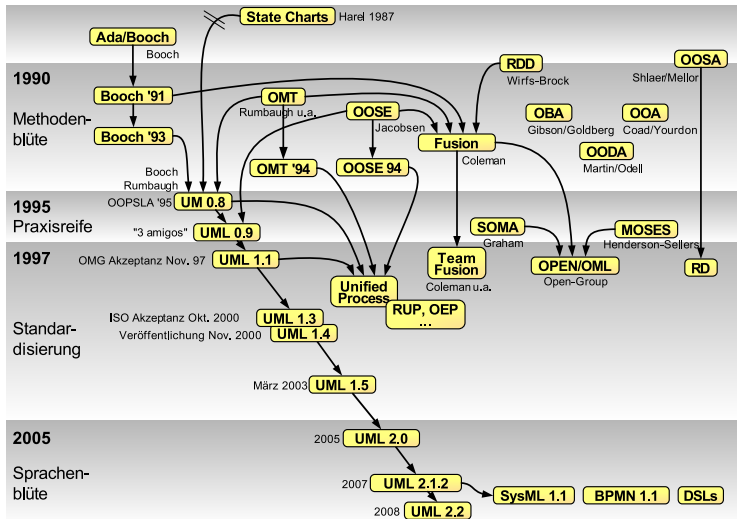 State Charts
Harel 1987
Ada/Booch
Booch
RDD
Wirfs-Brock
OOSA
Shlaer/Mellor
1990
Methoden-
blüte
Booch '91
OMT
Rumbaugh u.a.
OOSE
Jacobsen
OBA
Gibson/Goldberg
OOA
Coad/Yourdon
Booch '93
Fusion
Coleman
OODA
Martin/Odell
OMT '94
OOSE 94
Booch
Rumbaugh
OOPSLA '95
UM 0.8
1995
Praxisreife
"3 amigos"
UML 0.9
SOMA
Graham
MOSES
Henderson-Sellers
1997
Standar-
disierung
OMG Akzeptanz Nov. 97
UML 1.1
Team
Fusion
Coleman u.a.
OPEN/OML
Open-Group
RD
Unified
Process
RUP, OEP
...
ISO Akzeptanz Okt. 2000
UML 1.3
Veröffentlichung Nov. 2000
UML 1.4
März 2003
UML 1.5
2005
Sprachen-
blüte
2005
UML 2.0
2007
UML 2.1.2
SysML 1.1
BPMN 1.1
DSLs
2008
UML 2.2